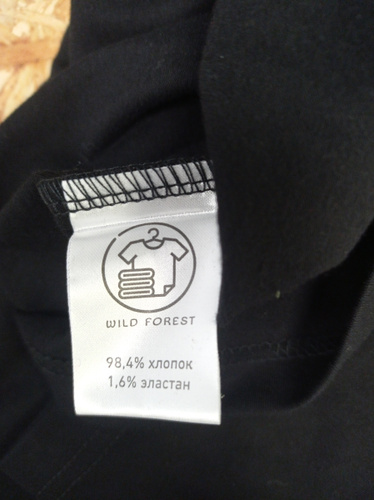 WILD FOREST
98,4% хлопок
1,6% эластан